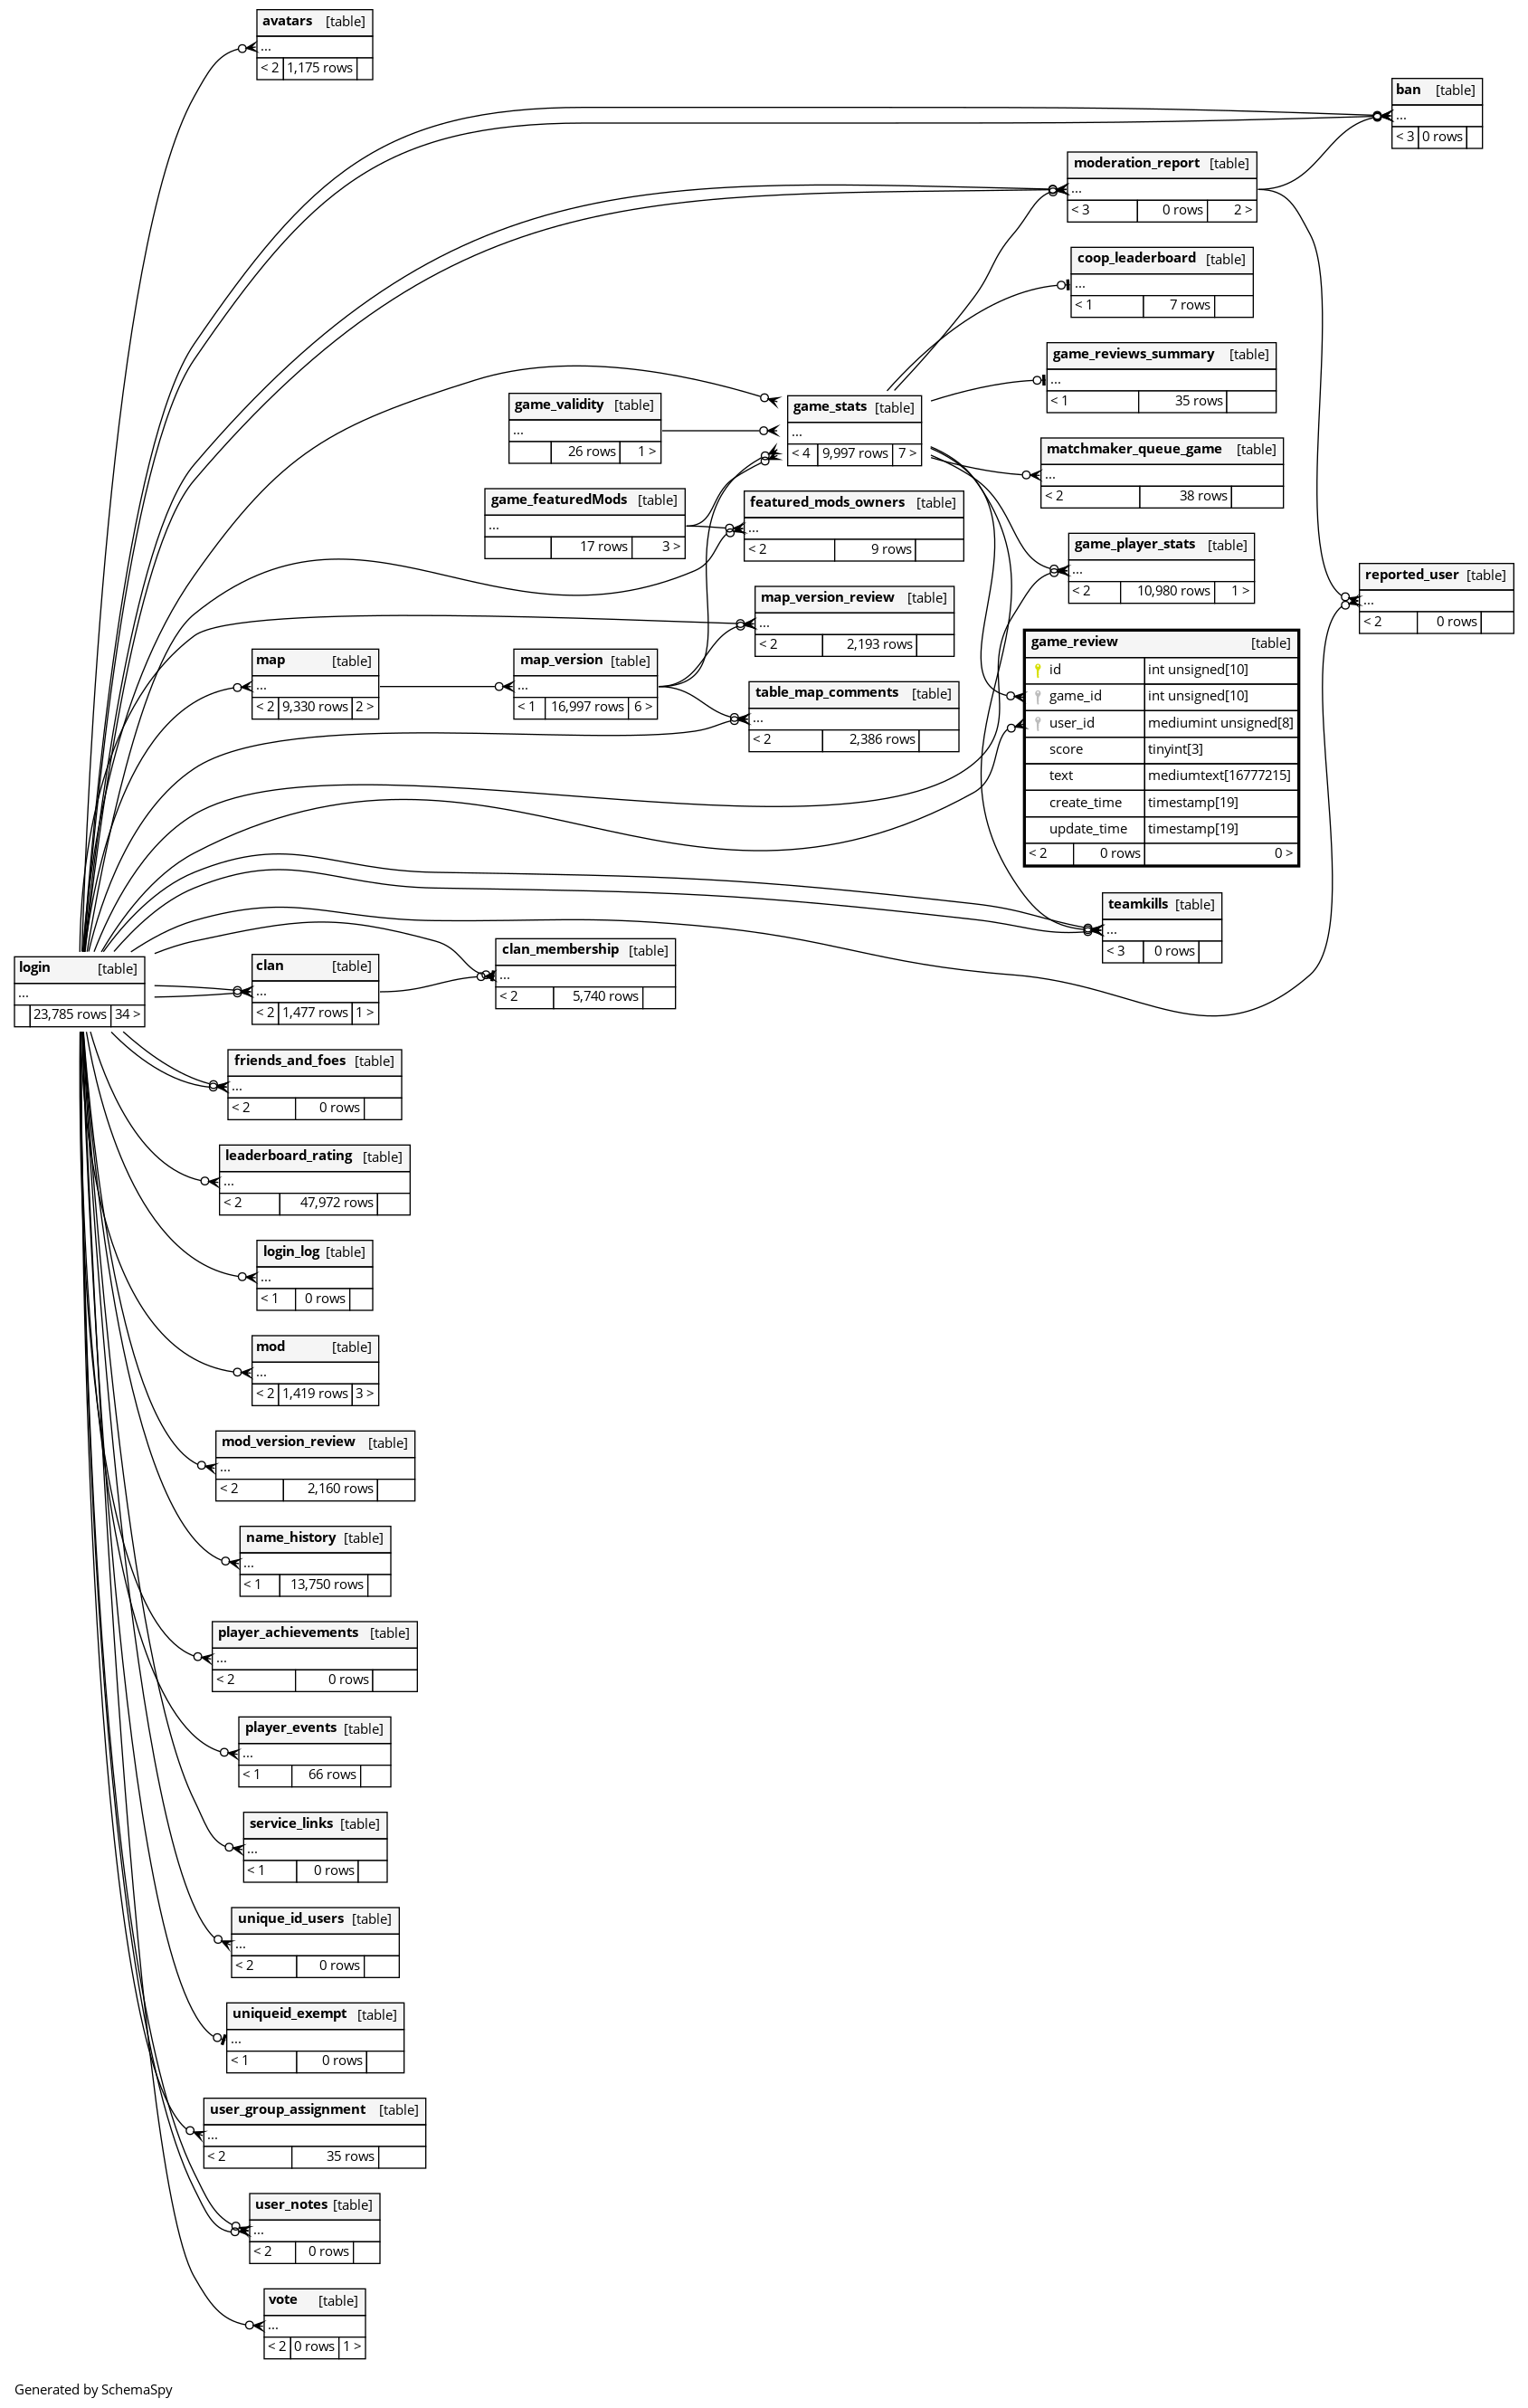 avatars [table]
...
< 2 1,175 rows
ban [table]
...
< 3 0 rows
moderation_report [table]
...
< 3 0 rows 2 >
coop_leaderboard [table]
...
< 1 7 rows
game_reviews_summary [table]
...
< 1 35 rows
game_validity [table]
...
26 rows 1 >
game_stats [table]
...
< 4 9,997 rows 7 >
matchmaker_queue_game [table]
...
< 2 38 rows
game_featuredMods [table]
...
17 rows 3 >
featured_mods_owners [table]
...
< 2 9 rows
game_player_stats [table]
...
< 2 10,980 rows 1 >
reported_user [table]
...
< 2 0 rows
map_version_review [table]
...
< 2 2,193 rows
game_review [table]
id int unsigned[10]
game_id int unsigned[10]
user_id mediumint unsigned[8]
score tinyint[3]
text mediumtext[16777215]
create_time timestamp[19]
update_time timestamp[19]
< 2 0 rows 0 >
map [table]
...
< 2 9,330 rows 2 >
map_version [table]
...
< 1 16,997 rows 6 >
table_map_comments [table]
...
< 2 2,386 rows
teamkills [table]
...
< 3 0 rows
login [table]
...
23,785 rows 34 >
clan [table]
...
< 2 1,477 rows 1 >
clan_membership [table]
...
< 2 5,740 rows
friends_and_foes [table]
...
< 2 0 rows
leaderboard_rating [table]
...
< 2 47,972 rows
login_log [table]
...
< 1 0 rows
mod [table]
...
< 2 1,419 rows 3 >
mod_version_review [table]
...
< 2 2,160 rows
name_history [table]
...
< 1 13,750 rows
player_achievements [table]
...
< 2 0 rows
player_events [table]
...
< 1 66 rows
service_links [table]
...
< 1 0 rows
unique_id_users [table]
...
< 2 0 rows
uniqueid_exempt [table]
...
< 1 0 rows
user_group_assignment [table]
...
< 2 35 rows
user_notes [table]
...
< 2 0 rows
vote [table]
...
< 2 0 rows 1 >
Generated by SchemaSpy